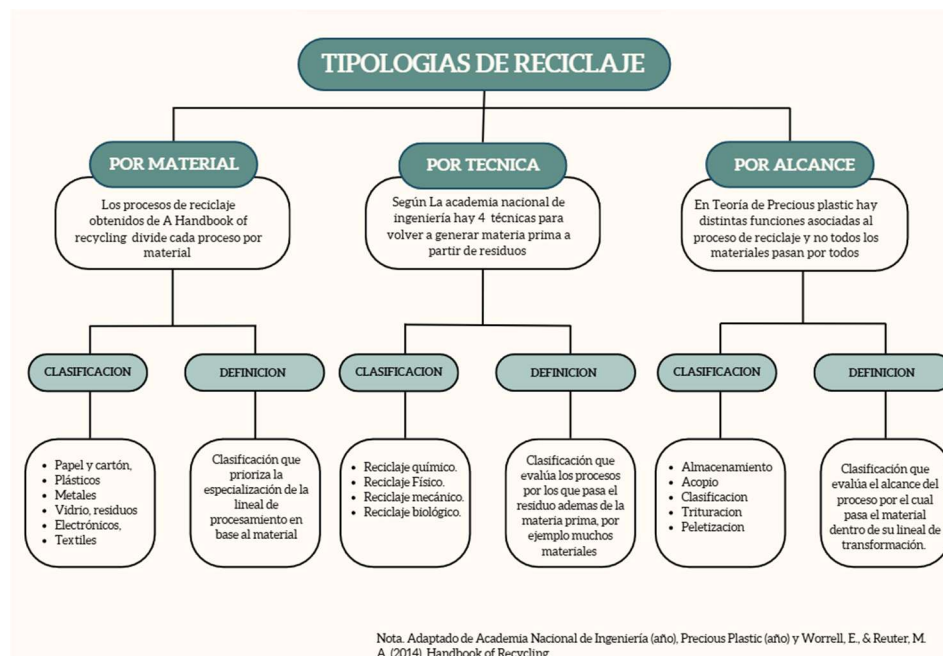 TIPOLOGIAS DE RECICLAJE
POR MATERIAL
Los procesos de reciclaje
obtenidos de A Handbook of
recycling divide cada proceso por
material
POR TECNICA
Según La academia nacional de
ingeniería hay 4 técnicas para
volver a generar materia prima a
partir de residuos
POR ALCANCE
En Teoría de Precious plastic hay
distintas funciones asociadas al
proceso de reciclaje y no todos los
materiales pasan por todos
CLASIFICACION
DEFINICION
CLASIFICACION
DEFINICION
CLASIFICACION
DEFINICION
• Papel y cartón,
• Plásticos
• Metales
• Vidrio, residuos
• Electrónicos,
• Textiles
Clasificación que
prioriza la
especialización de la
lineal de
procesamiento en
base al material
• Reciclaje químico.
• Reciclaje Físico.
• Reciclaje mecánico.
• Reciclaje biológico.
Clasificación que
evalúa los procesos
por los que pasa el
residuo ademas de la
materia prima, por
ejemplo muchos
materiales
• Almacenamiento
• Acopio
• Clasificacion
• Trituracion
• Peletizacion
Clasificación que
evalúa el alcance del
proceso por el cual
pasa el material
dentro de su lineal de
transformación.
Nota. Adaptado de Academia Nacional de Ingeniería (año), Precious Plastic (año) y Worrell, E., & Reuter, M.
A. (2014). Handbook of Recycling